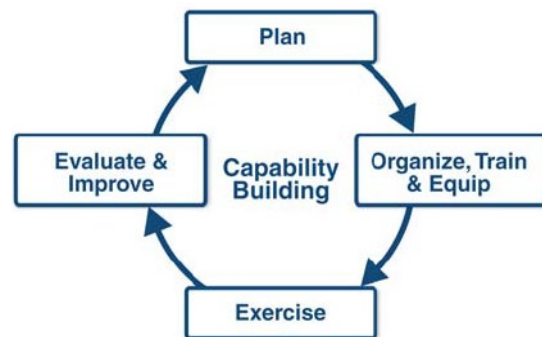 Plan
Evaluate &
Improve
Capability
Building
Organize, Train
& Equip
Exercise